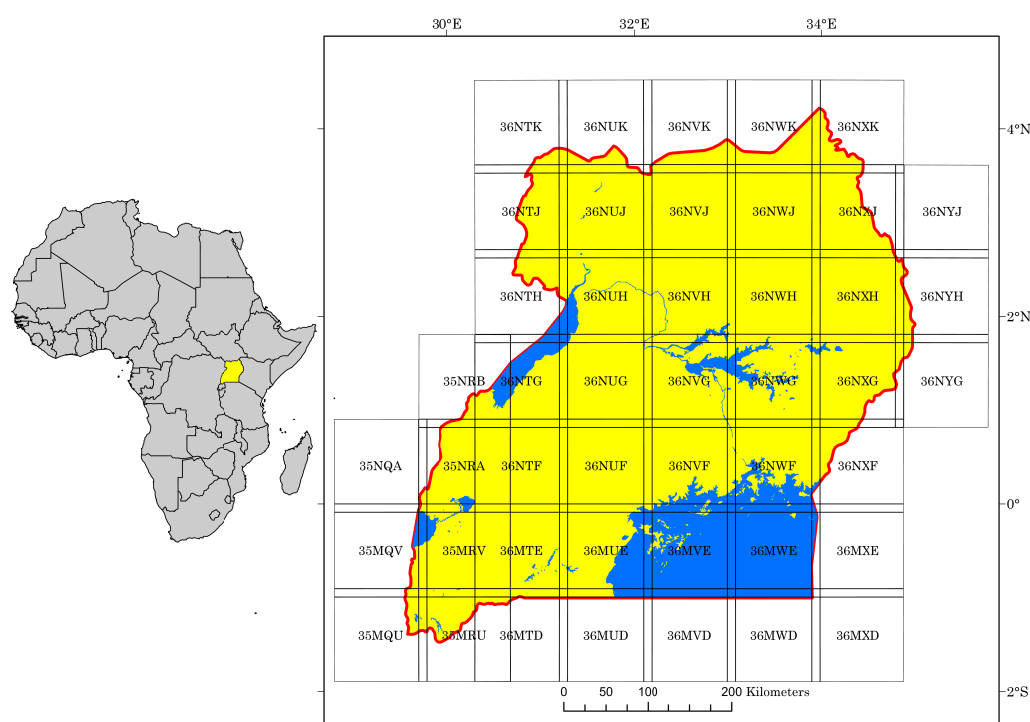 30°E 32°E 34°E
36NTK 36NUK 36NVK 36NWK 36NXK
4°N
36NTJ 36NUJ 36NVJ 36NWJ 36NXJ 36NYJ
36NTH 36NUH 36NVH 36NWH 36NXH 36NYH
2°N
35NRB 36NTG 36NUG 36NVG 36NWG 36NXG 36NYG
35NQA 35NRA 36NTF 36NUF 36NVF 36NWF 36NXF
0°
35MQV 35MRV 36MTE 36MUE 36MVE 36MWE 36MXE
35MQU 35MRU 36MTD 36MUD 36MVD 36MWD 36MXD
2°S
0 50 100 200 Kilometers